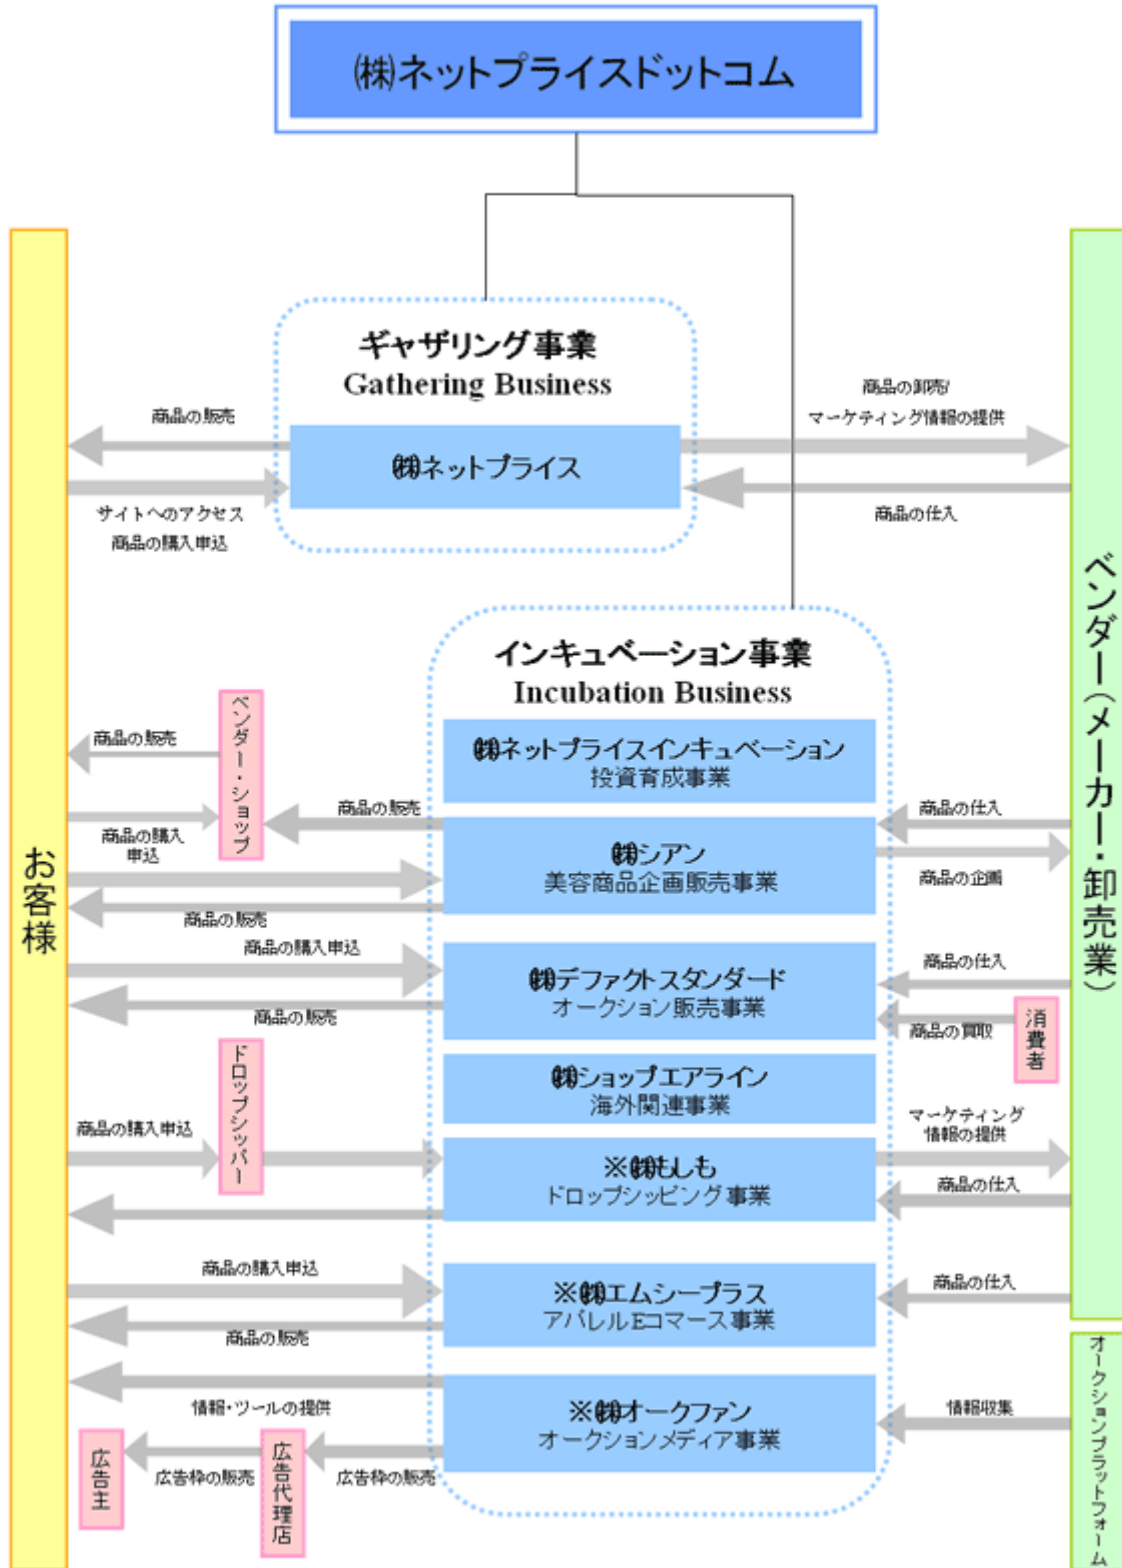 ㈱ネットプライスドットコム
ギャザリング事業
Gathering Business
㈱ネットプライス
商品の販売
サイトへのアクセス
商品の購入申込
商品の卸売/
マーケティング情報の提供
商品の仕入
お客様
ベンダー(メーカー・卸売業)
インキュベーション事業
Incubation Business
㈱ネットプライスインキュベーション
投資育成事業
ベンダー・ショップ
商品の販売
商品の購入
申込
商品の販売
㈱シアン
美容商品企画販売事業
商品の仕入
商品の企画
商品の販売
商品の購入申込
㈱デファクトスタンダード
オークション販売事業
商品の仕入
商品の買取
消費者
商品の販売
㈱ショップエアライン
海外関連事業
ドロップシッパー
商品の購入申込
※㈱もしも
ドロップシッピング事業
マーケティング
情報の提供
商品の仕入
商品の購入申込
※㈱エムシープラス
アパレルEコマース事業
商品の仕入
商品の販売
情報・ツールの提供
※㈱オークファン
オークションメディア事業
情報収集
オークションプラットフォーム
広告主
広告枠の販売
広告代理店
広告枠の販売